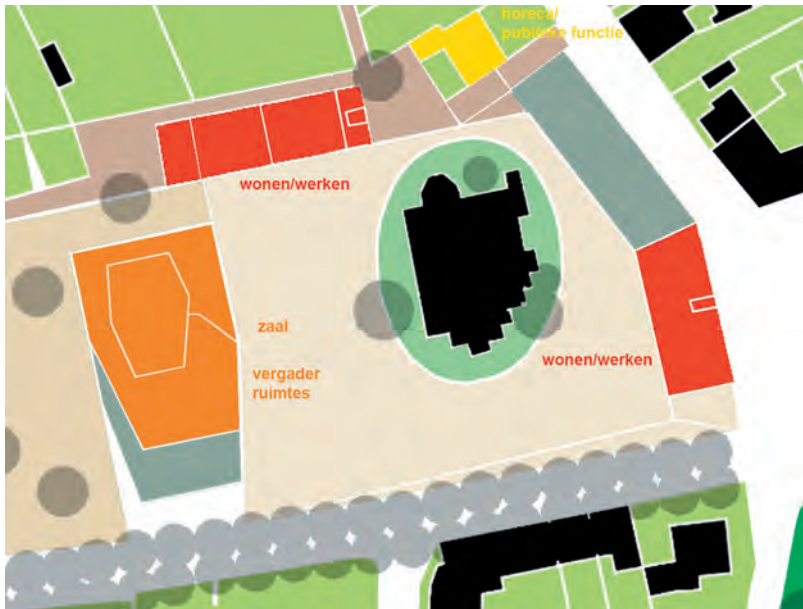 horeca/
publieke functie
wonen/werken
zaal
vergader
ruimtes
wonen/werken